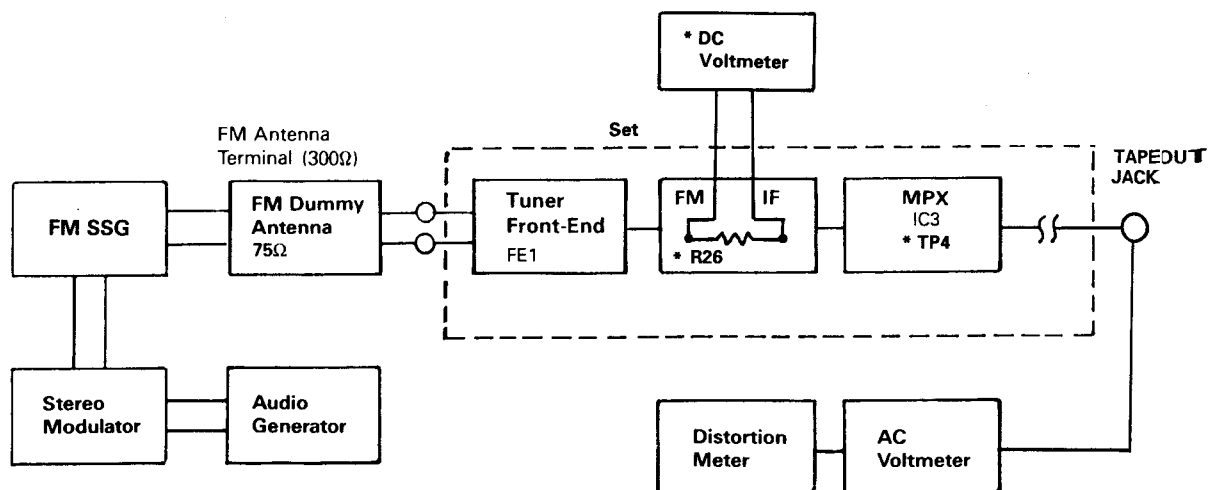 * DC
Voltmeter
Set
FM Antenna
Terminal (300Ω)
TAPEOUT
JACK
FM SSG
FM Dummy
Antenna
75Ω
Tuner
Front-End
FE1
FM IF
* R26
MPX
IC3
* TP4
Stereo
Modulator
Audio
Generator
Distortion
Meter
AC
Voltmeter